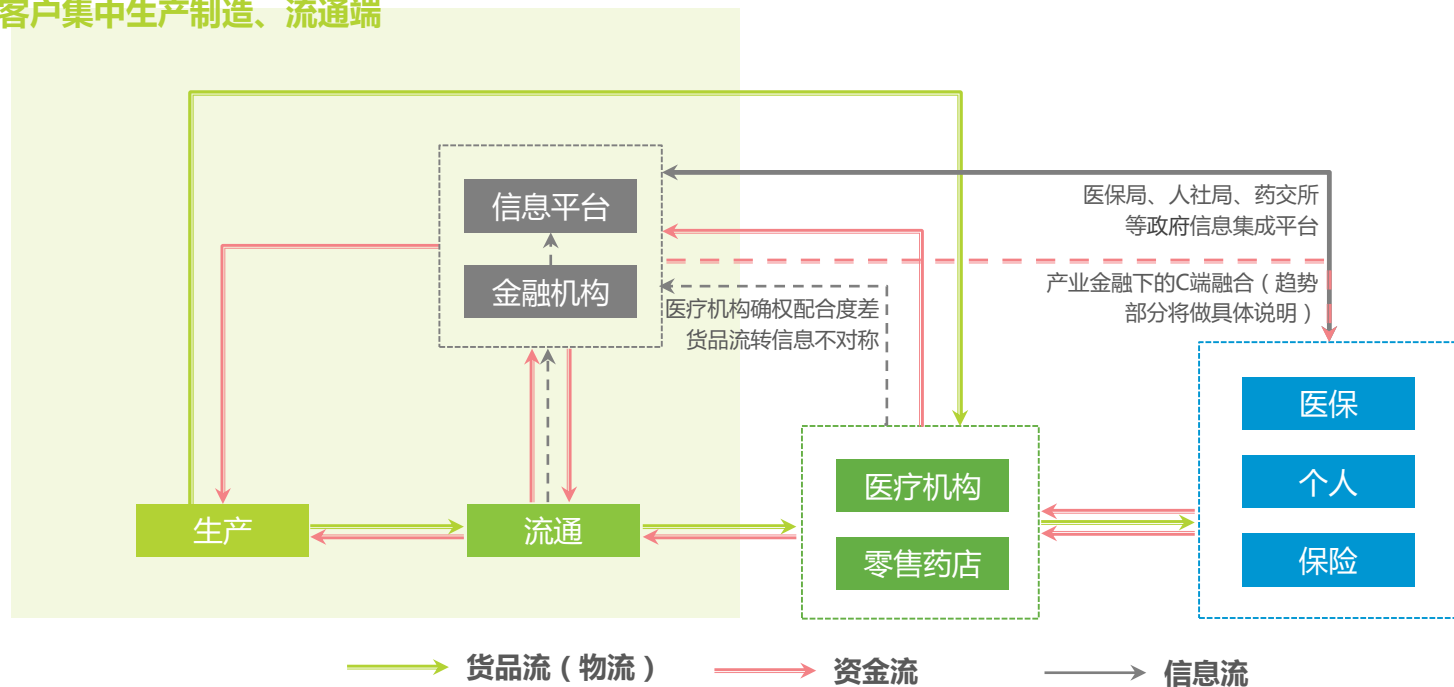 客户集中生产制造、流通端
信息平台
金融机构
医保局、人社局、药交所
等政府信息集成平台
产业金融下的C端融合（趋势
部分将做具体说明）
医疗机构确权配合度差
货品流转信息不对称
医保
个人
保险
医疗机构
零售药店
生产
流通
货品流（物流）
资金流
信息流